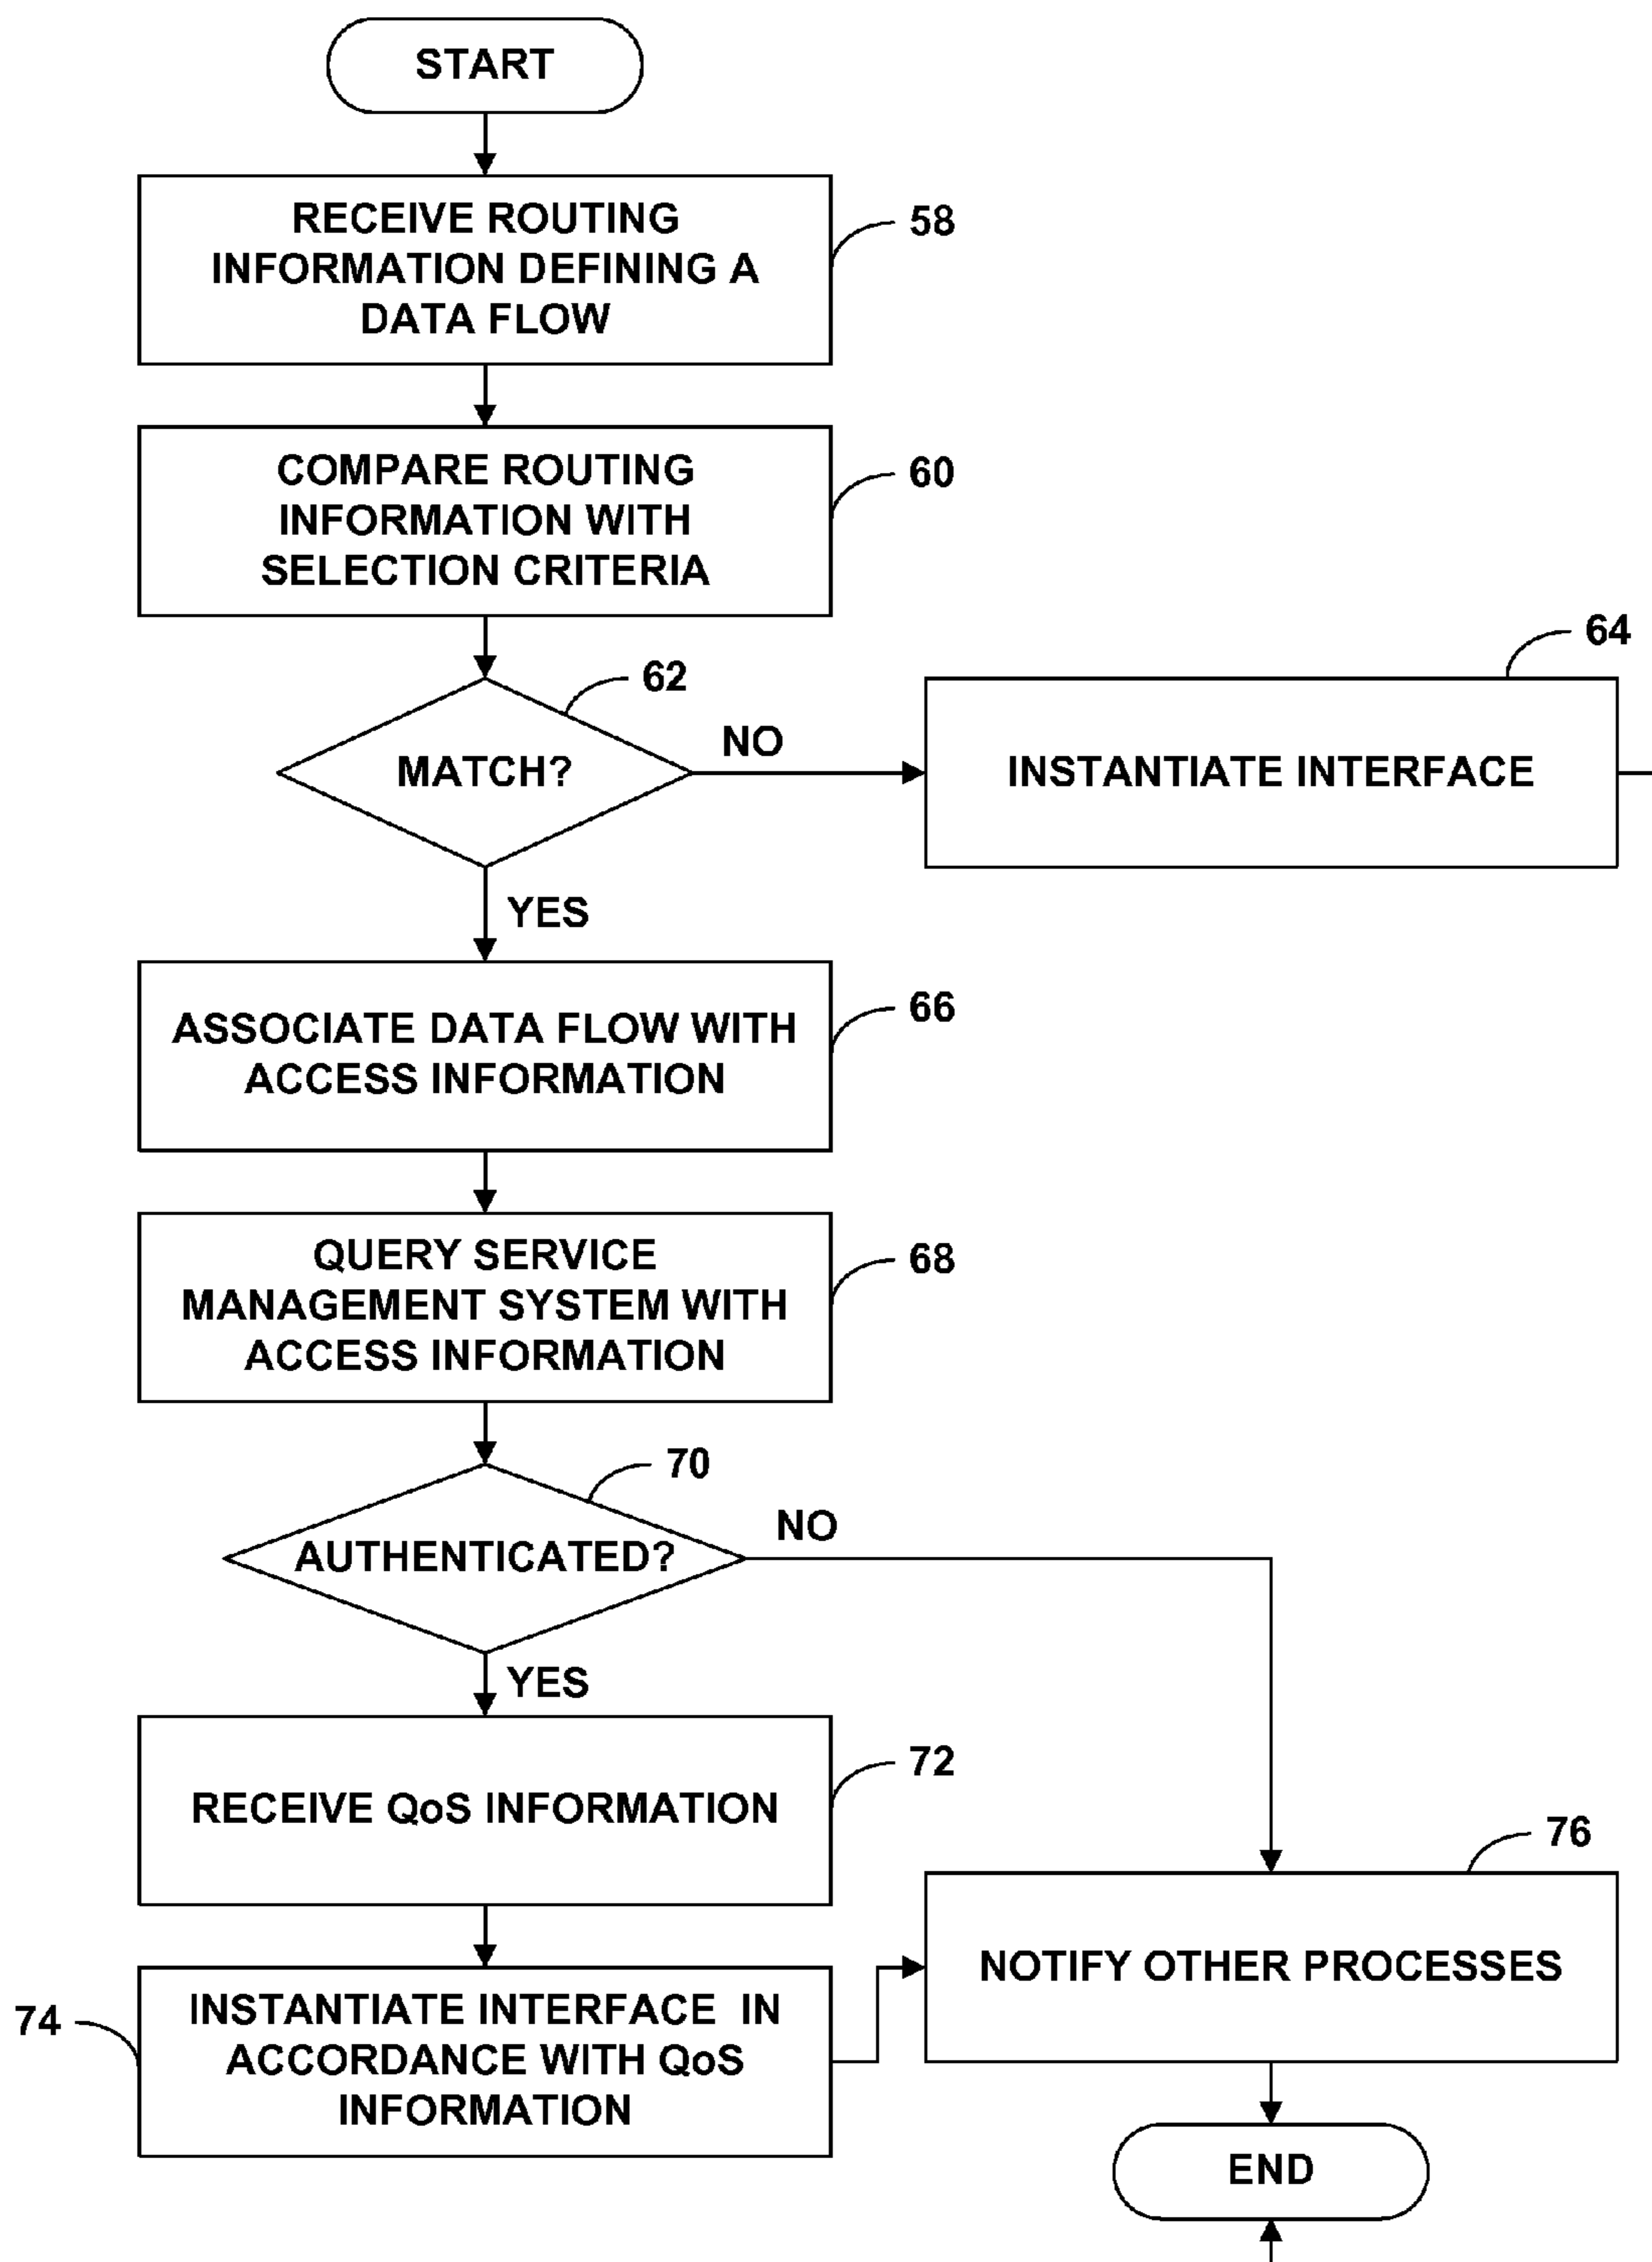 START
RECEIVE ROUTING
INFORMATION DEFINING A
DATA FLOW
58
COMPARE ROUTING
INFORMATION WITH
SELECTION CRITERIA
60
62
MATCH?
NO
64
INSTANTIATE INTERFACE
YES
ASSOCIATE DATA FLOW WITH
ACCESS INFORMATION
66
QUERY SERVICE
MANAGEMENT SYSTEM WITH
ACCESS INFORMATION
68
70
AUTHENTICATED?
NO
YES
RECEIVE QoS INFORMATION
72
74
INSTANTIATE INTERFACE IN
ACCORDANCE WITH QoS
INFORMATION
76
NOTIFY OTHER PROCESSES
END